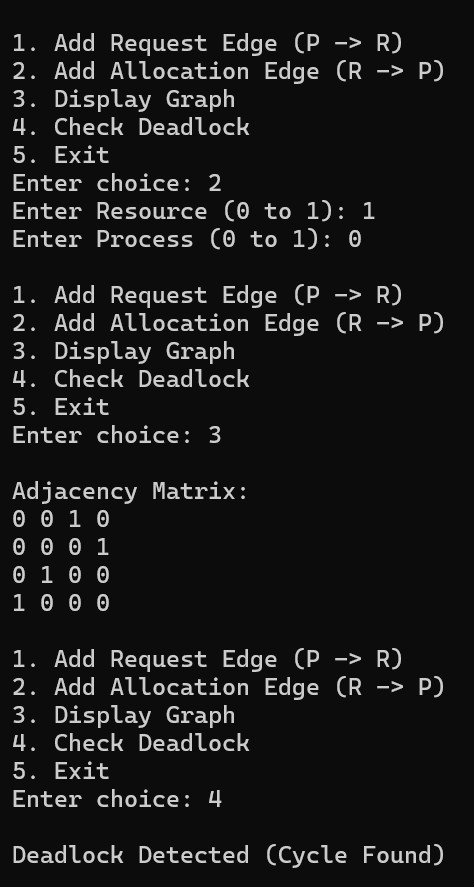 1. Add Request Edge (P -> R)
2. Add Allocation Edge (R -> P)
3. Display Graph
4. Check Deadlock
5. Exit
Enter choice: 2
Enter Resource (0 to 1): 1
Enter Process (0 to 1): 0
1. Add Request Edge (P -> R)
2. Add Allocation Edge (R -> P)
3. Display Graph
4. Check Deadlock
5. Exit
Enter choice: 3
Adjacency Matrix:
0 0 1 0
0 0 0 1
0 1 0 0
1 0 0 0
1. Add Request Edge (P -> R)
2. Add Allocation Edge (R -> P)
3. Display Graph
4. Check Deadlock
5. Exit
Enter choice: 4
Deadlock Detected (Cycle Found)